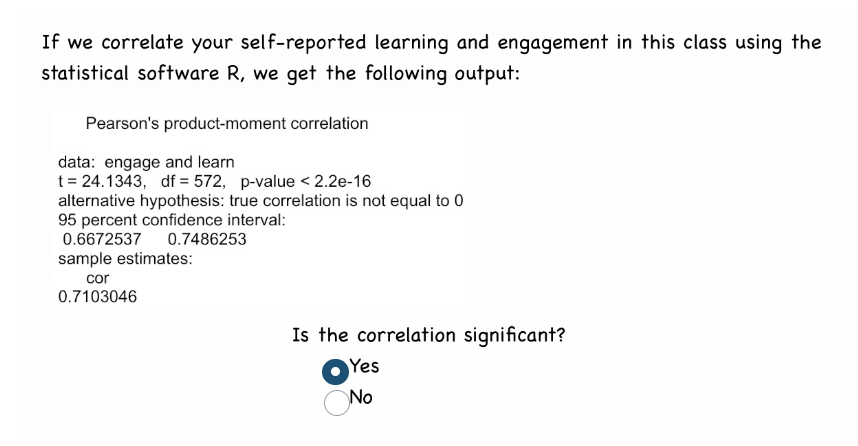 If we correlate your self-reported learning and engagement in this class using the
statistical software R, we get the following output:
Pearson's product-moment correlation
data: engage and learn
t = 24.1343, df = 572, p-value < 2.2e-16
alternative hypothesis: true correlation is not equal to 0
95 percent confidence interval:
0.6672537 0.7486253
sample estimates:
cor
0.7103046
Is the correlation significant?
Yes
No